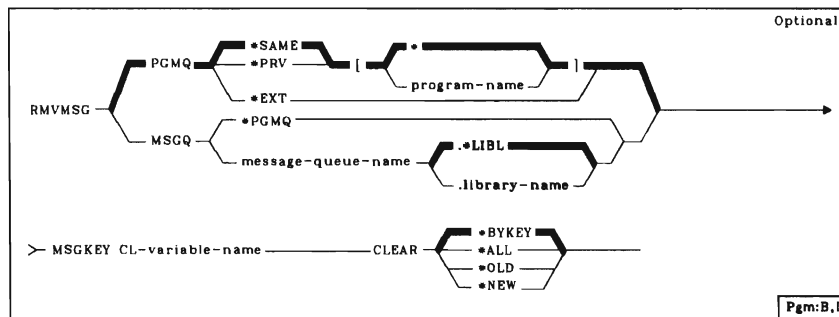 Optional
*SAME
*
PGMQ *PRV [ ]
program-name
*EXT
RMVMSG
*PGMQ
MSGQ
.*LIBL
message-queue-name
.library-name
*BYKEY
MSGKEY CL-variable-name CLEAR *ALL
*OLD
*NEW
Pgm:B,